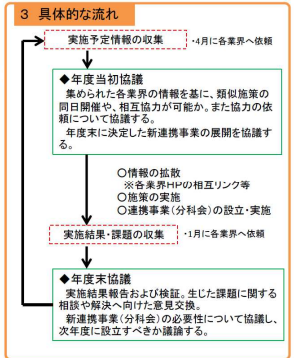 3 具体的な流れ
実施予定情報の収集
・4月に各業界へ依頼
◆年度当初協議
集められた各業界の情報を基に、類似施策の
同日開催や、相互協力が可能か。また協力の依
頼について協議する。
年度末に決定した新連携事業の展開を協議す
る。
○情報の拡散
※各業界HPの相互リンク等
○施策の実施
○連携事業(分科会)の設立・実施
実施結果・課題の収集
・1月に各業界へ依頼
◆年度末協議
実施結果報告および検証。生じた課題に関する
相談や解決へ向けた意見交換。
新連携事業(分科会)の必要性について協議し、
次年度に設立すべきか議論する。